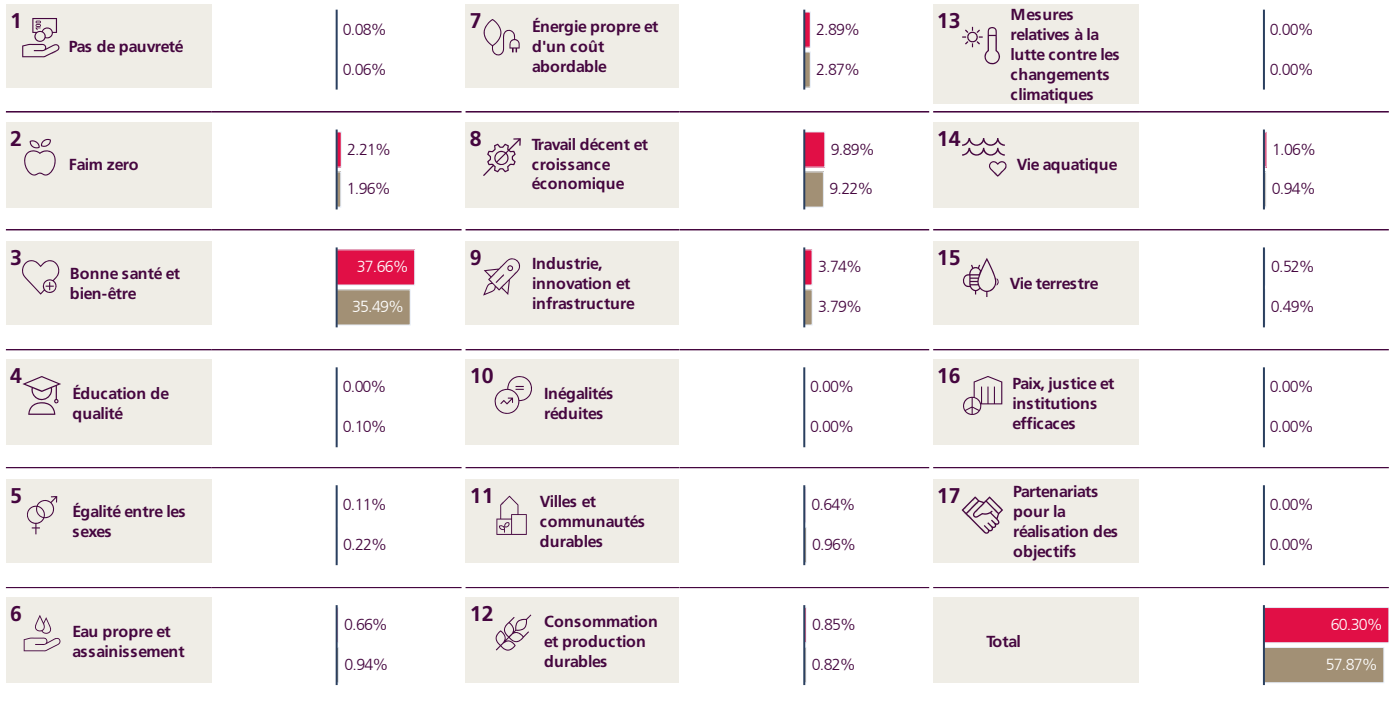 1
Pas de pauvreté
0.08%
0.06%
2
Faim zero
2.21%
1.96%
3
Bonne santé et
bien-être
37.66%
35.49%
4
Éducation de
qualité
0.00%
0.10%
5
Égalité entre les
sexes
0.11%
0.22%
6
Eau propre et
assainissement
0.66%
0.94%
7
Énergie propre et
d'un coût
abordable
2.89%
2.87%
8
Travail décent et
croissance
économique
9.89%
9.22%
9
Industrie,
innovation et
infrastructure
3.74%
3.79%
10
Inégalités
réduites
0.00%
0.00%
11
Villes et
communautés
durables
0.64%
0.96%
12
Consommation
et production
durables
0.85%
0.82%
13
Mesures
relatives à la
lutte contre les
changements
climatiques
0.00%
0.00%
14
Vie aquatique
1.06%
0.94%
15
Vie terrestre
0.52%
0.49%
16
Paix, justice et
institutions
efficaces
0.00%
0.00%
17
Partenariats
pour la
réalisation des
objectifs
0.00%
0.00%
Total
60.30%
57.87%